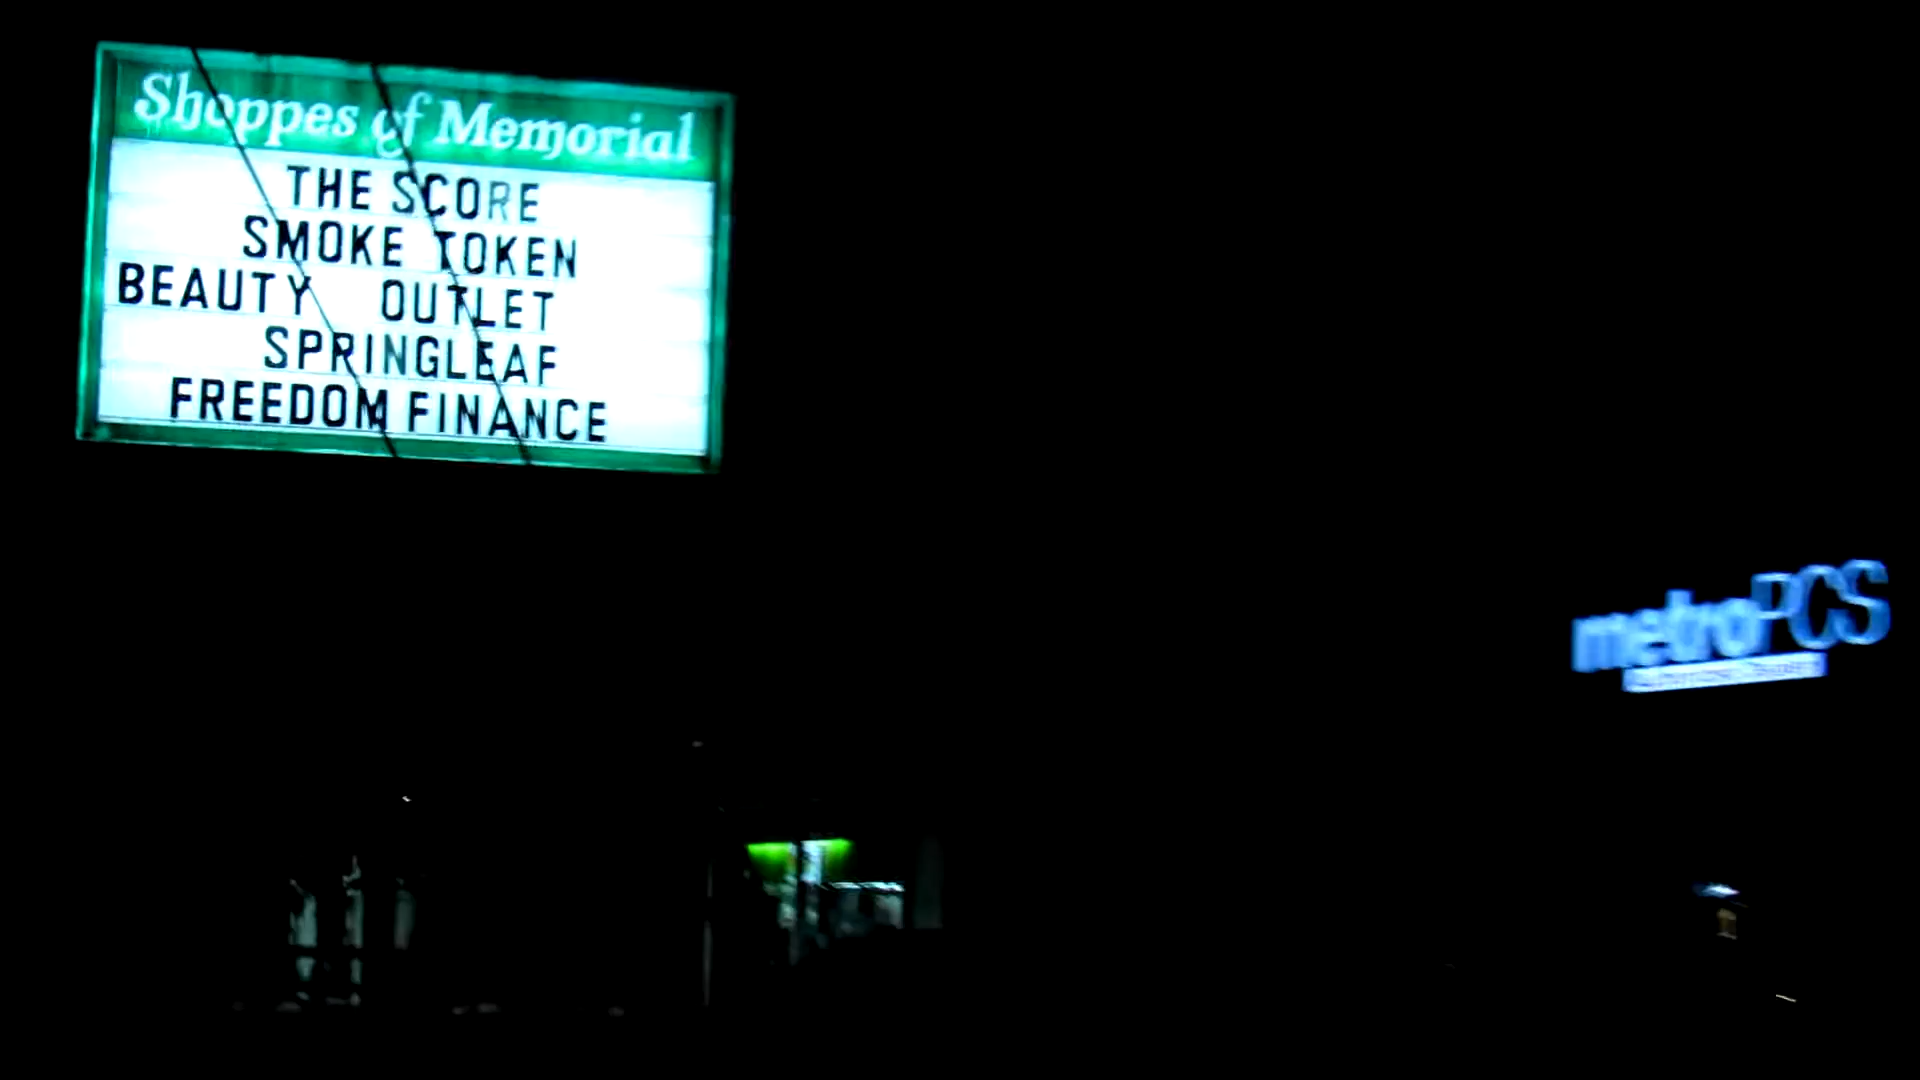 Shoppes of Memorial
THE SCORE
SMOKE TOKEN
BEAUTY OUTLET
SPRINGLEAF
FREEDOM FINANCE
metroPCS